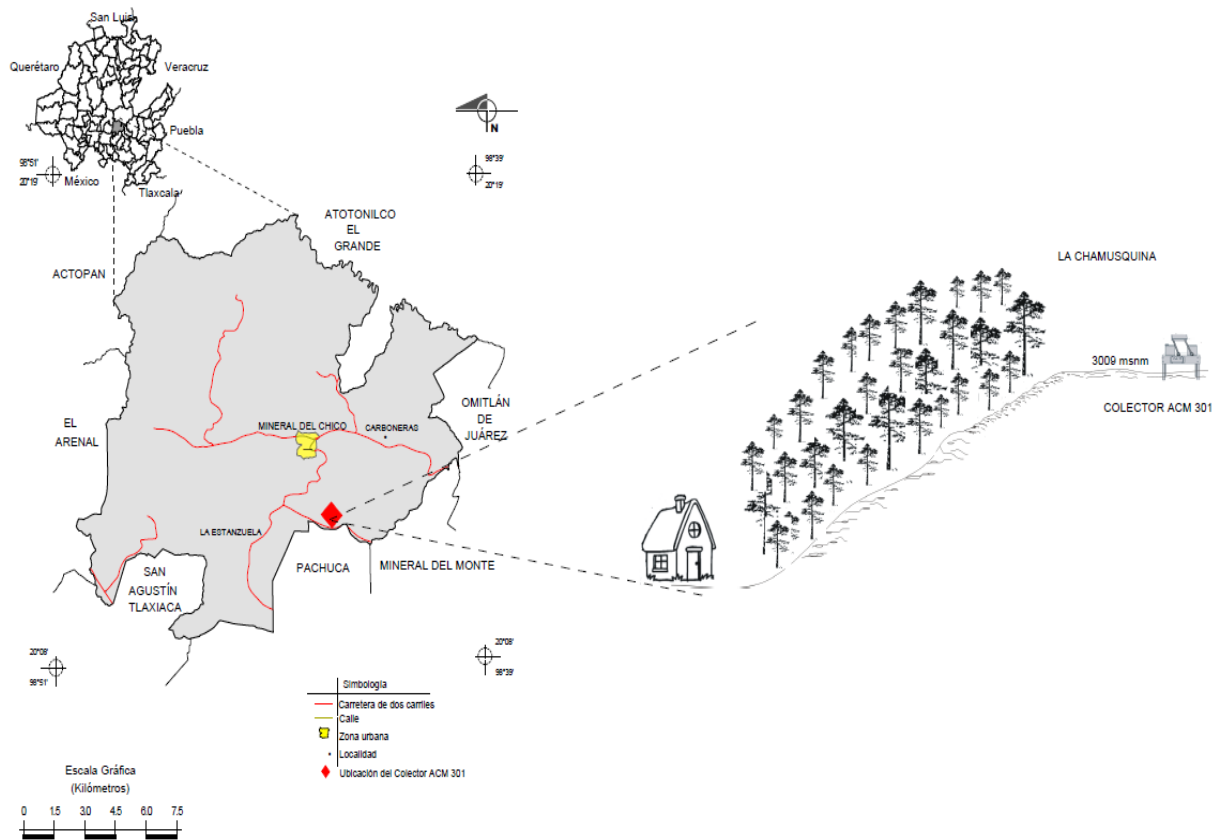 San Luis
Querétaro
Veracruz
Puebla
México
Tlaxcala
98°51'
20°19'
N
98°39'
20°19'
ATOTONILCO
EL
GRANDE
ACTOPAN
EL
ARENAL
OMITLÁN
DE
JUÁREZ
MINERAL DEL CHICO
CARBONERAS
LA ESTANZUELA
PACHUCA
MINERAL DEL MONTE
SAN
AGUSTÍN
TLAXIACA
LA CHAMUSQUINA
3009 msnm
COLECTOR ACM 301
20°08'
98°51'
20°08'
98°39'
Simbología
Carretera de dos carriles
Calle
Zona urbana
Localidad
Ubicación del Colector ACM 301
Escala Gráfica
(Kilómetros)
0 1.5 3.0 4.5 6.0 7.5